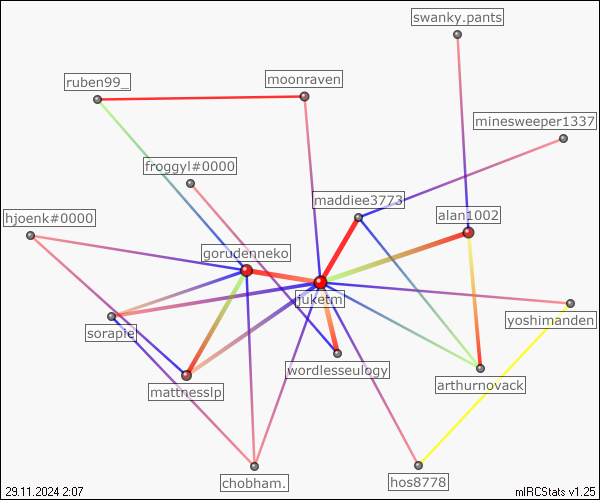 swanky.pants
ruben99_
moonraven
minesweeper1337
froggyl#0000
maddiee3773
hjoenk#0000
alan1002
gorudenneko
juketm
yoshimanden
soraple
wordlesseulogy
mattnesslp
arthurnovack
chobham.
hos8778
29.11.2024 2:07
mIRCStats v1.25